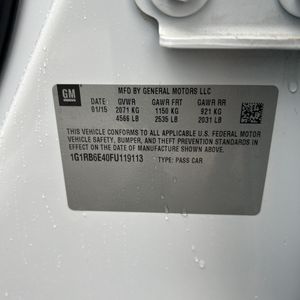 GM
MFD BY GENERAL MOTORS LLC
DATE GVWR GAWR FRT GAWR RR
01/15 2071 KG 1150 KG 921 KG
4566 LB 2535 LB 2031 LB
THIS VEHICLE CONFORMS TO ALL APPLICABLE U.S. FEDERAL MOTOR
VEHICLE SAFETY, BUMPER, AND THEFT PREVENTION STANDARDS
IN EFFECT ON THE DATE OF MANUFACTURE SHOWN ABOVE.
1G1RB6E40FU119113 TYPE: PASS CAR